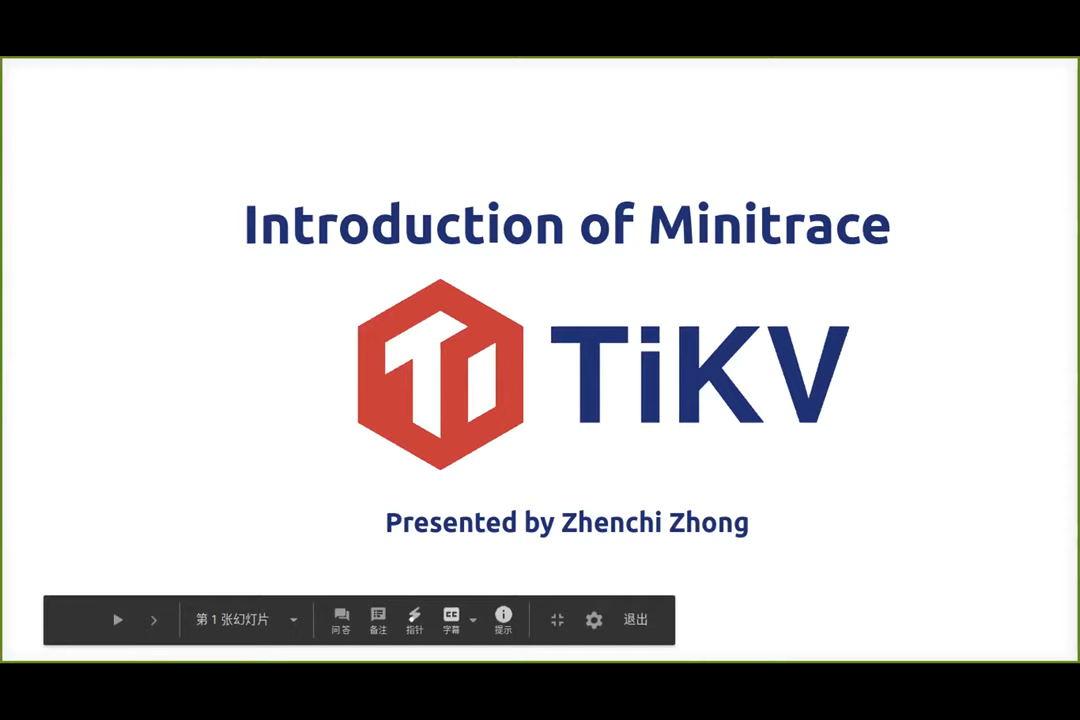 Introduction of Minitrace
TiKV
Presented by Zhenchi Zhong
第 1 张幻灯片
问答
备注
指针
字幕
提示
退出